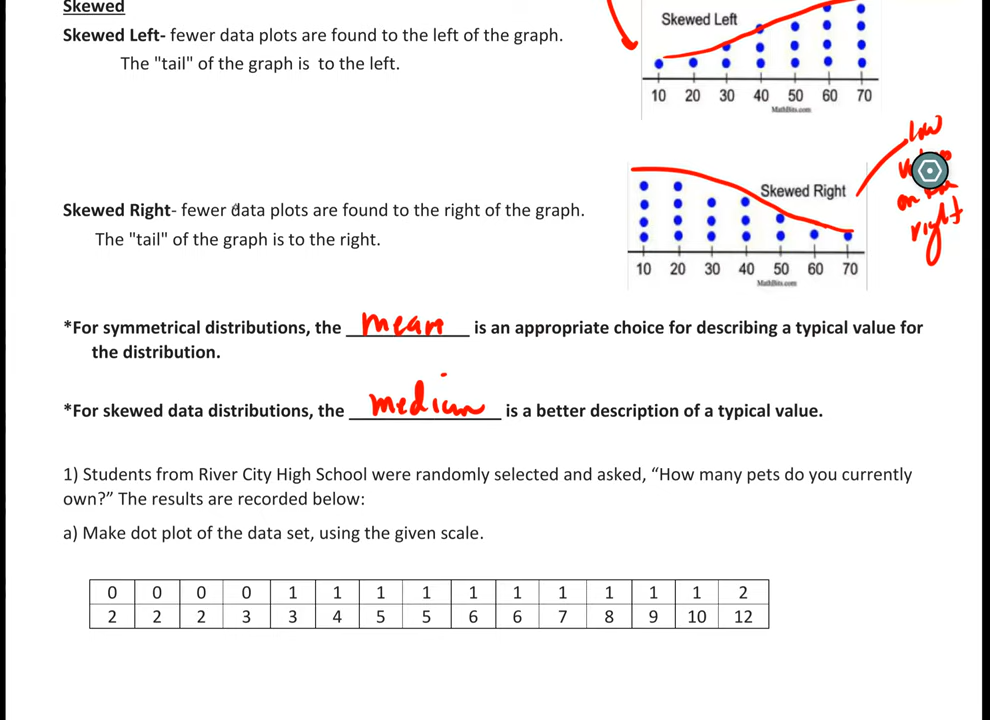 Skewed
Skewed Left- fewer data plots are found to the left of the graph.
The "tail" of the graph is to the left.
Skewed Left
10 20 30 40 50 60 70
MathBits.com
low
on
right
Skewed Right
Skewed Right- fewer data plots are found to the right of the graph.
The "tail" of the graph is to the right.
10 20 30 40 50 60 70
MathBits.com
*For symmetrical distributions, the mean is an appropriate choice for describing a typical value for
the distribution.
*For skewed data distributions, the median is a better description of a typical value.
1) Students from River City High School were randomly selected and asked, “How many pets do you currently
own?” The results are recorded below:
a) Make dot plot of the data set, using the given scale.
0 0 0 0 1 1 1 1 1 1 1 1 1 1 2
2 2 2 3 3 4 5 5 6 6 7 8 9 10 12